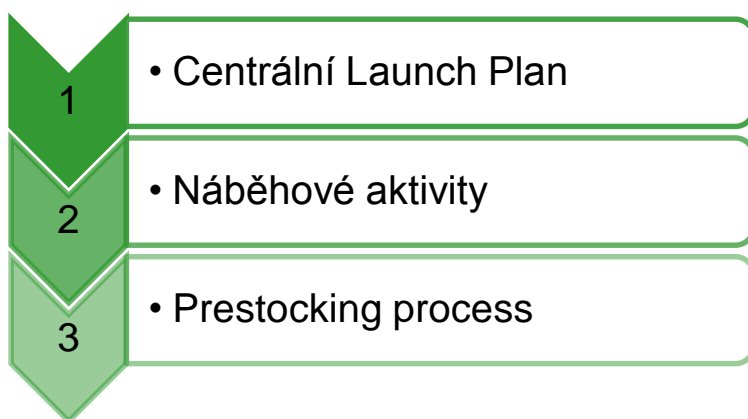 1
• Centrální Launch Plan
2
• Náběhové aktivity
3
• Prestocking process